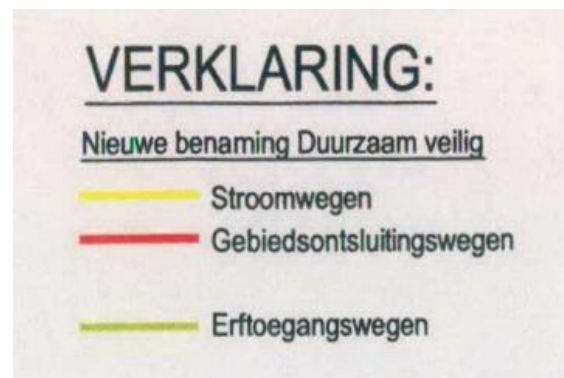 VERKLARING:
Nieuwe benaming Duurzaam veilig
Stroomwegen
Gebiedsontsluitingswegen
Erftoegangswegen